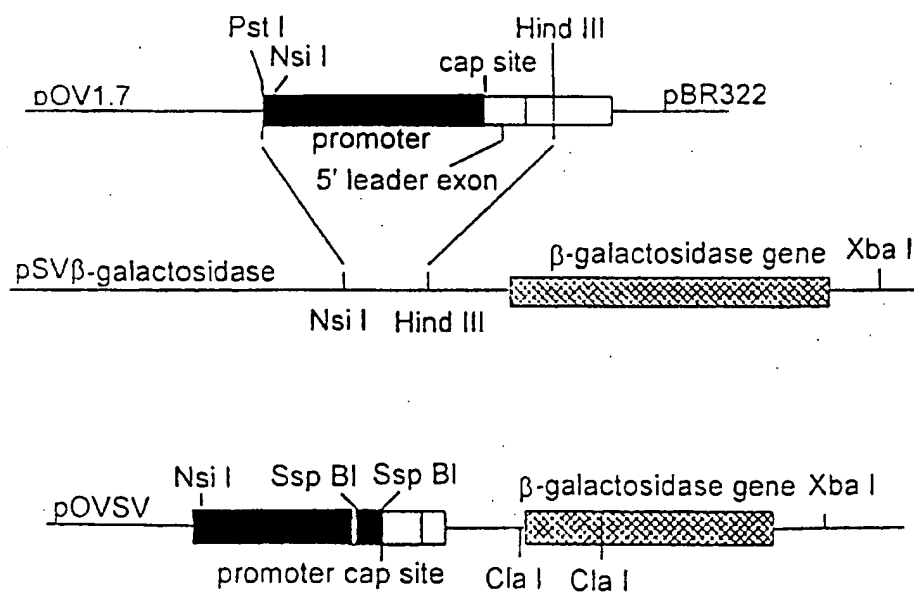 Pst I
Hind III
Nsi I
cap site
pOV1.7
pBR322
promoter
5' leader exon
pSVβ-galactosidase
β-galactosidase gene
Xba I
Nsi I
Hind III
Nsi I
Ssp BI
Ssp BI
β-galactosidase gene
Xba I
pOVSV
promoter
cap site
Cla I
Cla I